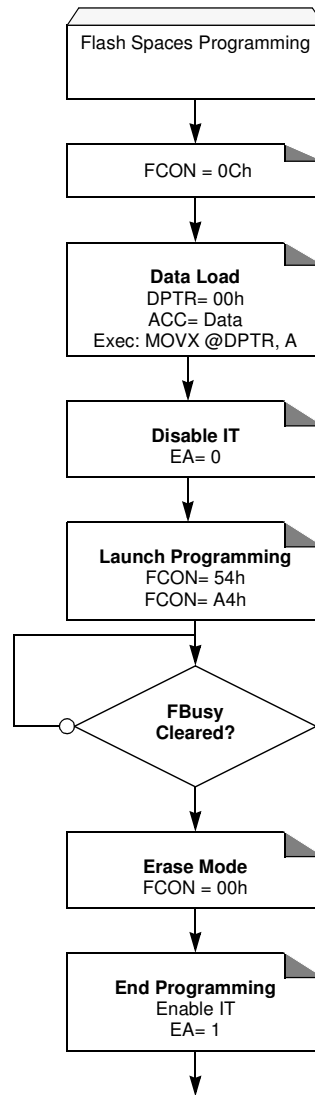 Flash Spaces Programming
FCON = 0Ch
Data Load
DPTR= 00h
ACC= Data
Exec: MOVX @DPTR, A
Disable IT
EA= 0
Launch Programming
FCON= 54h
FCON= A4h
FBusy
Cleared?
Erase Mode
FCON = 00h
End Programming
Enable IT
EA= 1